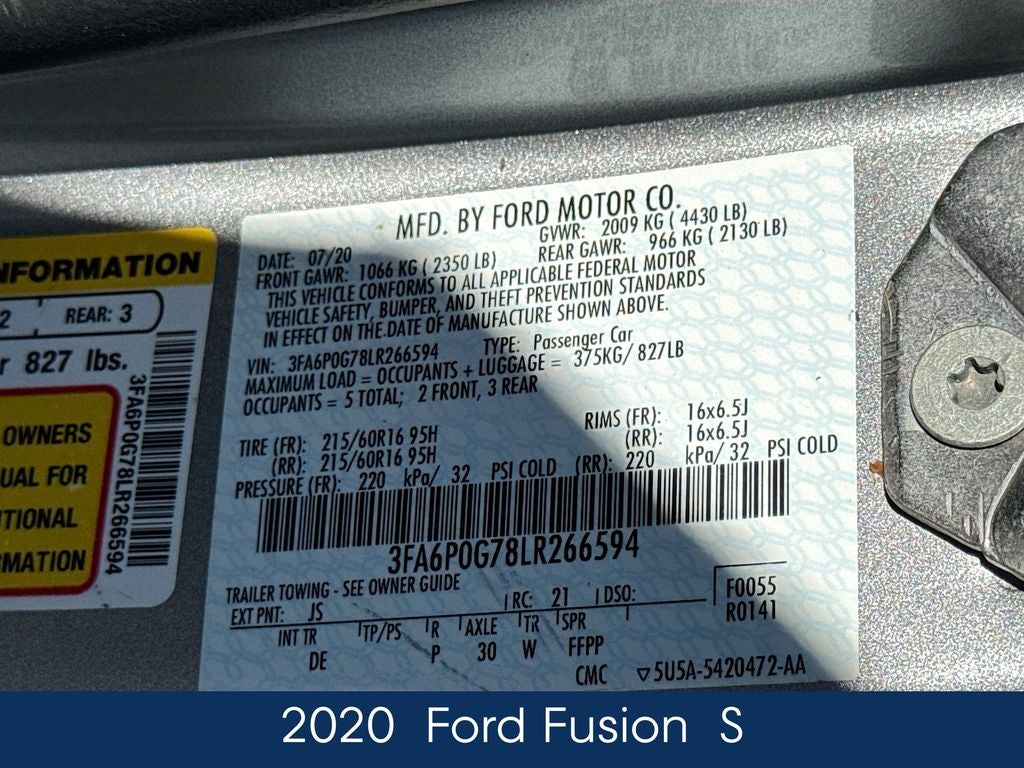 NFORMATION
2 REAR: 3
r 827 lbs.
OWNERS
UAL FOR
ITIONAL
RMATION
3FA6P0G78LR266594
MFD. BY FORD MOTOR CO.
DATE: 07/20 GVWR: 2009 KG ( 4430 LB)
FRONT GAWR: 1066 KG ( 2350 LB) REAR GAWR: 966 KG ( 2130 LB)
THIS VEHICLE CONFORMS TO ALL APPLICABLE FEDERAL MOTOR
VEHICLE SAFETY, BUMPER, AND THEFT PREVENTION STANDARDS
IN EFFECT ON THE DATE OF MANUFACTURE SHOWN ABOVE.
VIN: 3FA6P0G78LR266594 TYPE: Passenger Car
MAXIMUM LOAD = OCCUPANTS + LUGGAGE = 375KG/ 827LB
OCCUPANTS = 5 TOTAL; 2 FRONT, 3 REAR
TIRE (FR): 215/60R16 95H RIMS (FR): 16x6.5J
(RR): 215/60R16 95H (RR): 16x6.5J
PRESSURE (FR): 220 kPa/ 32 PSI COLD (RR): 220 kPa/ 32 PSI COLD
3FA6P0G78LR266594
TRAILER TOWING - SEE OWNER GUIDE
EXT PNT: JS RC: 21 DSO: F0055
R0141
INT TR TP/PS R AXLE TR SPR
DE P 30 W FFPP
CMC 5U5A-5420472-AA
2020 Ford Fusion S